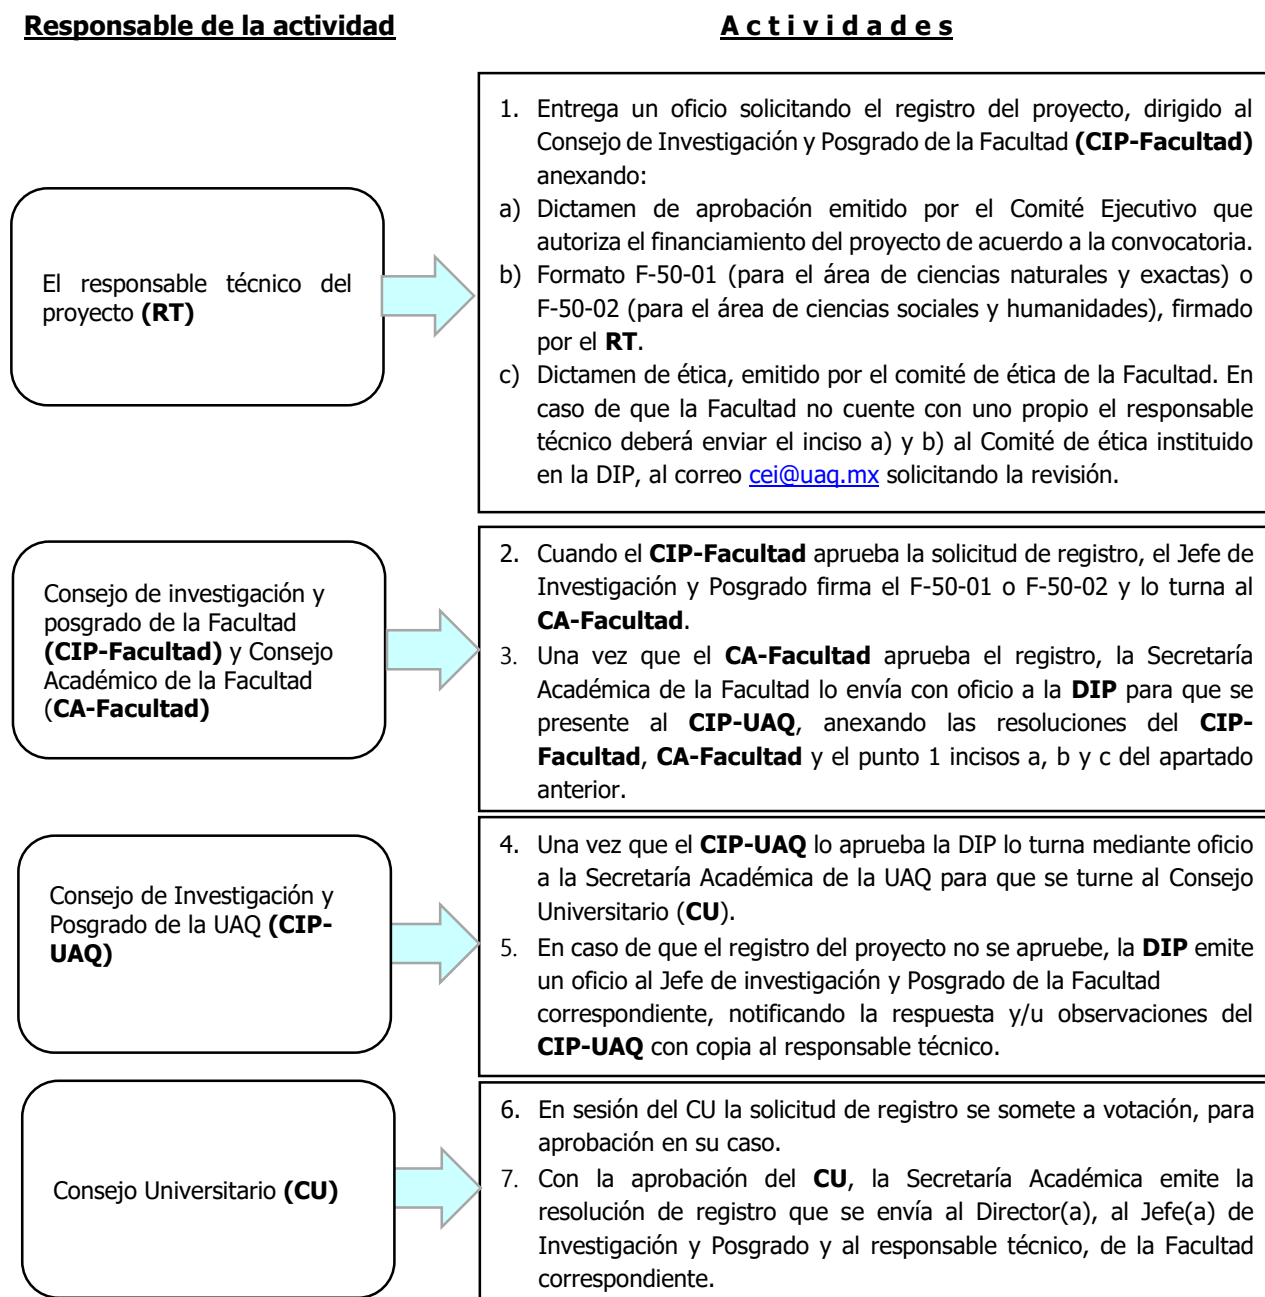 Responsable de la actividad
A c t i v i d a d e s
El responsable técnico del
proyecto (RT)
1. Entrega un oficio solicitando el registro del proyecto, dirigido al
Consejo de Investigación y Posgrado de la Facultad (CIP-Facultad)
anexando:
a) Dictamen de aprobación emitido por el Comité Ejecutivo que
autoriza el financiamiento del proyecto de acuerdo a la convocatoria.
b) Formato F-50-01 (para el área de ciencias naturales y exactas) o
F-50-02 (para el área de ciencias sociales y humanidades), firmado
por el RT.
c) Dictamen de ética, emitido por el comité de ética de la Facultad. En
caso de que la Facultad no cuente con uno propio el responsable
técnico deberá enviar el inciso a) y b) al Comité de ética instituido
en la DIP, al correo cei@uaq.mx solicitando la revisión.
Consejo de investigación y
posgrado de la Facultad
(CIP-Facultad) y Consejo
Académico de la Facultad
(CA-Facultad)
2. Cuando el CIP-Facultad aprueba la solicitud de registro, el Jefe de
Investigación y Posgrado firma el F-50-01 o F-50-02 y lo turna al
CA-Facultad.
3. Una vez que el CA-Facultad aprueba el registro, la Secretaría
Académica de la Facultad lo envía con oficio a la DIP para que se
presente al CIP-UAQ, anexando las resoluciones del CIP-
Facultad, CA-Facultad y el punto 1 incisos a, b y c del apartado
anterior.
Consejo de Investigación y
Posgrado de la UAQ (CIP-
UAQ)
4. Una vez que el CIP-UAQ lo aprueba la DIP lo turna mediante oficio
a la Secretaría Académica de la UAQ para que se turne al Consejo
Universitario (CU).
5. En caso de que el registro del proyecto no se apruebe, la DIP emite
un oficio al Jefe de investigación y Posgrado de la Facultad
correspondiente, notificando la respuesta y/u observaciones del
CIP-UAQ con copia al responsable técnico.
Consejo Universitario (CU)
6. En sesión del CU la solicitud de registro se somete a votación, para
aprobación en su caso.
7. Con la aprobación del CU, la Secretaría Académica emite la
resolución de registro que se envía al Director(a), al Jefe(a) de
Investigación y Posgrado y al responsable técnico, de la Facultad
correspondiente.